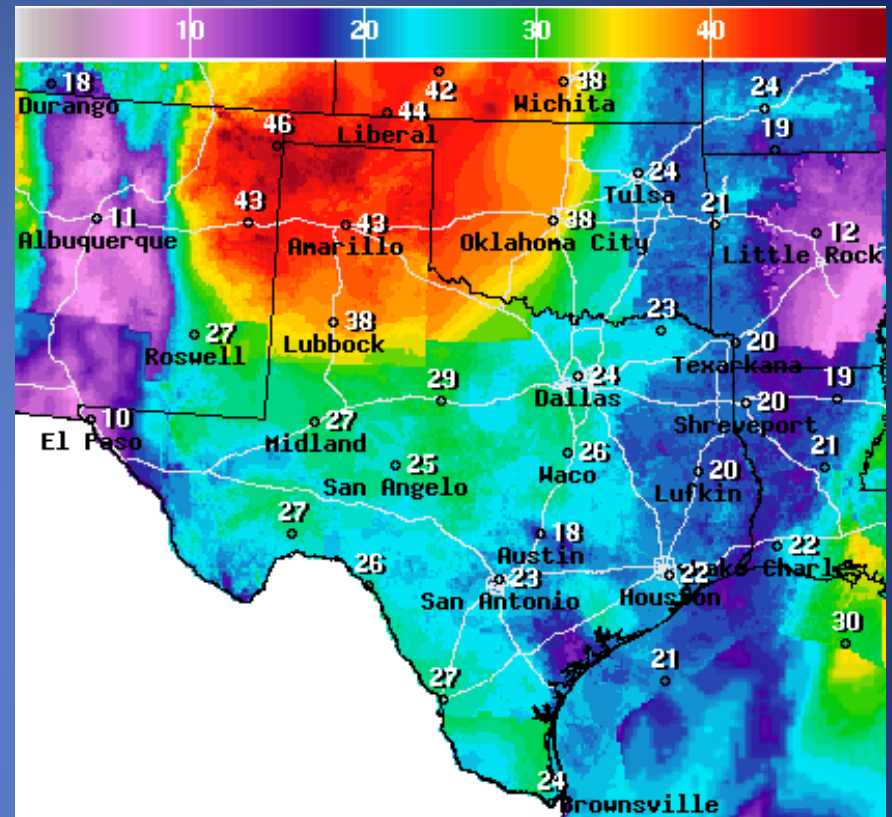 10 20 30 40
18
Durango
42
38
Wichita
24
44
Liberal
46
19
24
Tulsa
11
Albuquerque
43
43
Amarillo
38
Oklahoma City
21
12
Little Rock
27
Roswell
38
Lubbock
23
20
Texarkana
29
24
Dallas
20
Shreveport
19
10
El Paso
27
Midland
25
San Angelo
26
Waco
20
Lufkin
21
27
18
Austin
22
Lake Charles
26
23
San Antonio
22
Houston
30
27
21
24
Brownsville